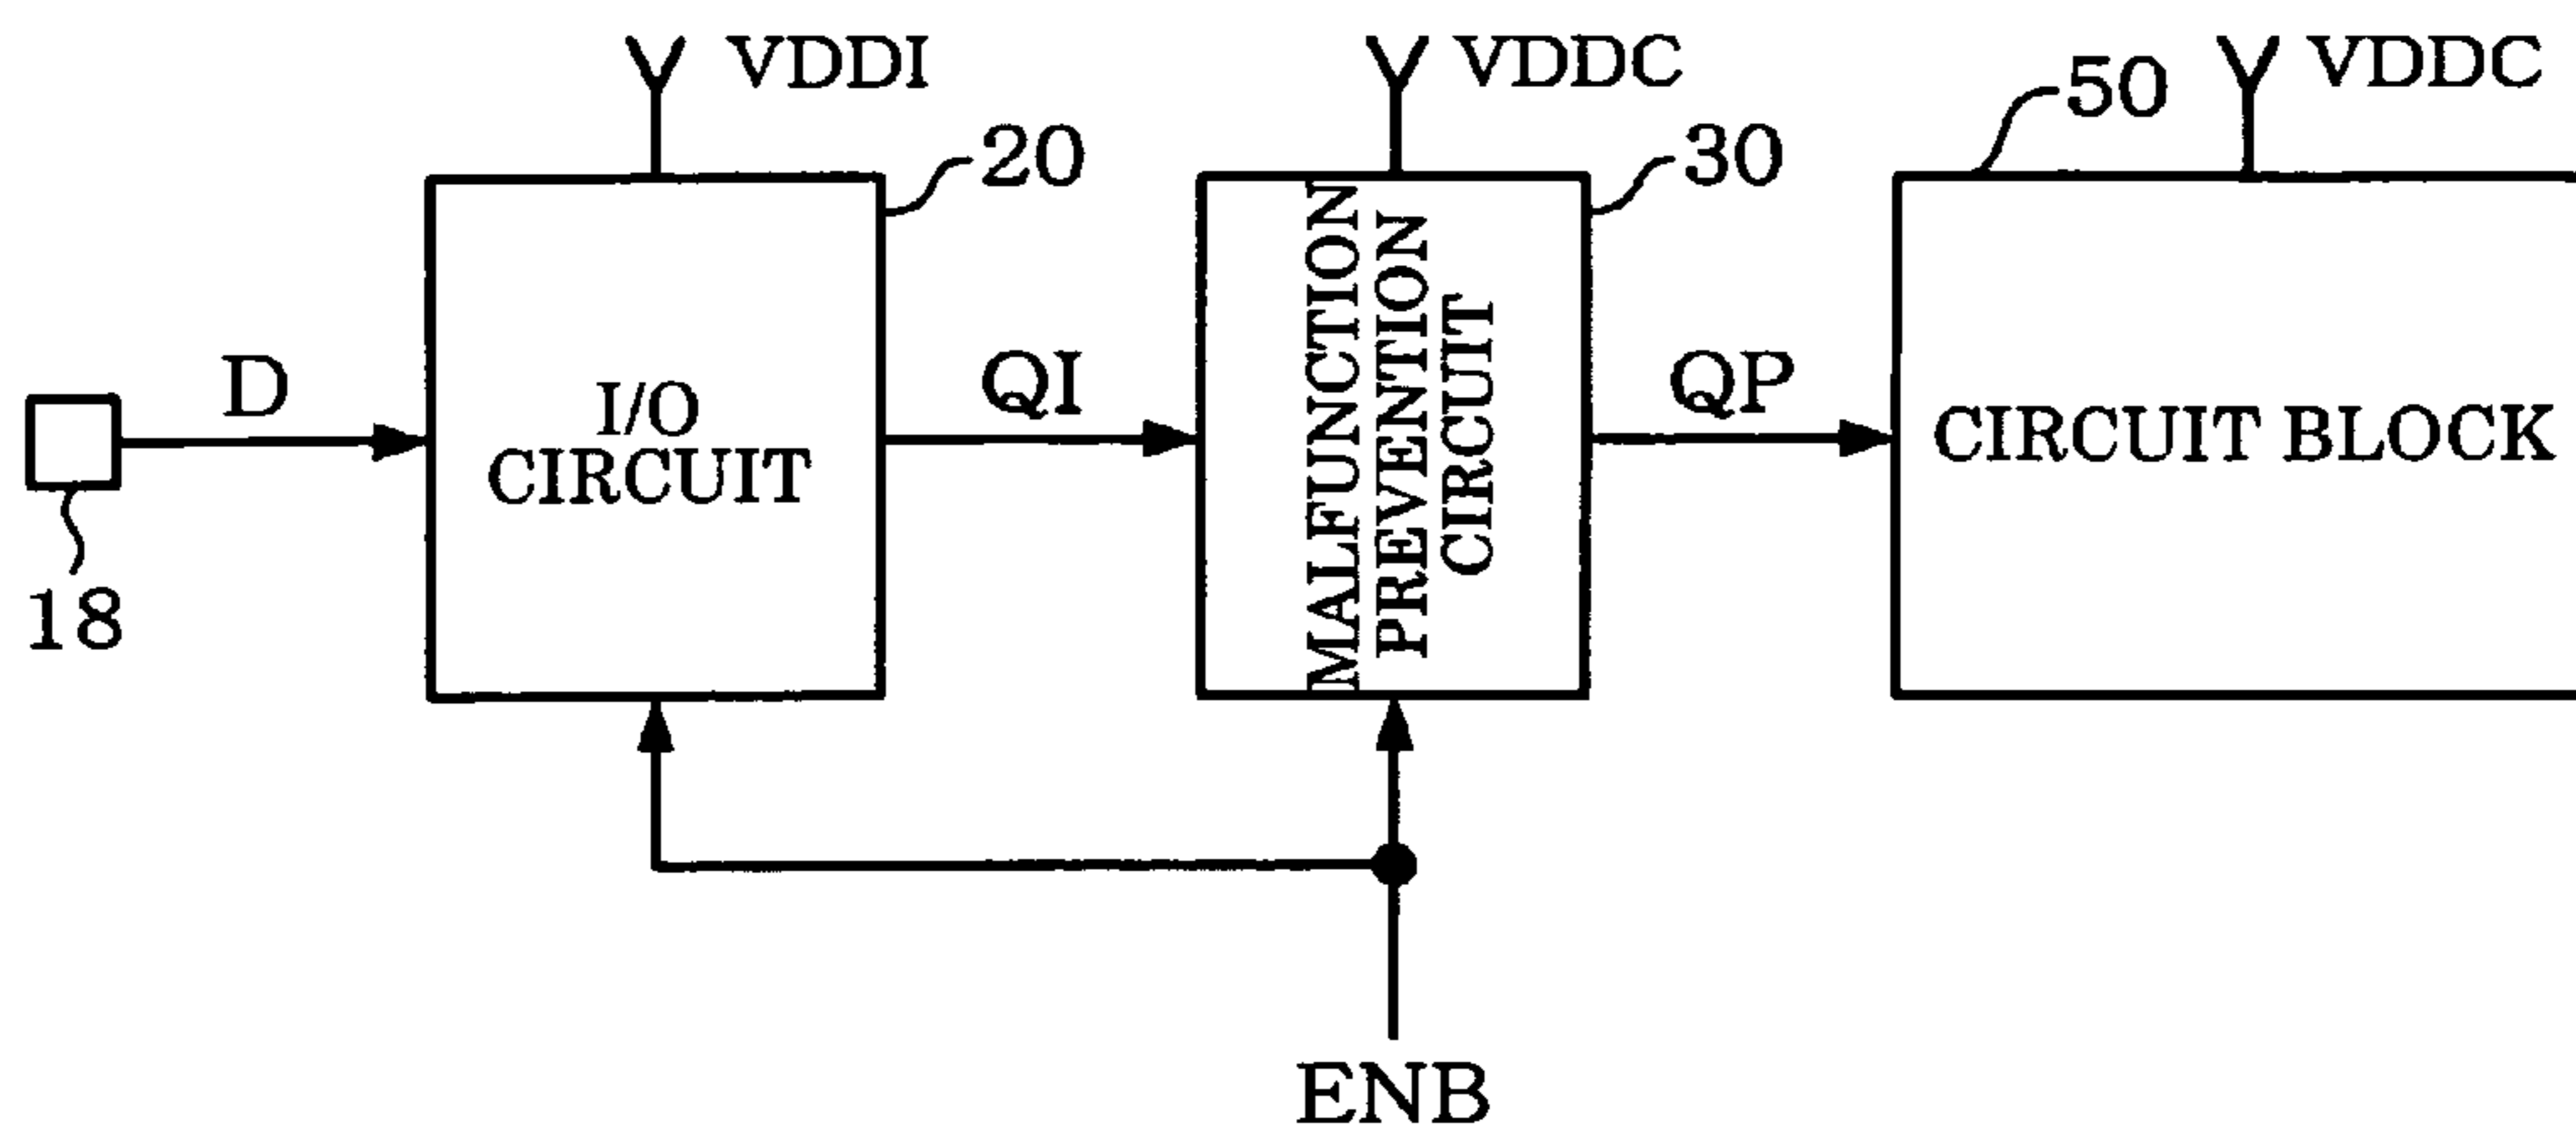 VDDI
VDDC
VDDC
20
30
50
D
I/O
CIRCUIT
QI
MALFUNCTION
PREVENTION
CIRCUIT
QP
CIRCUIT BLOCK
18
ENB